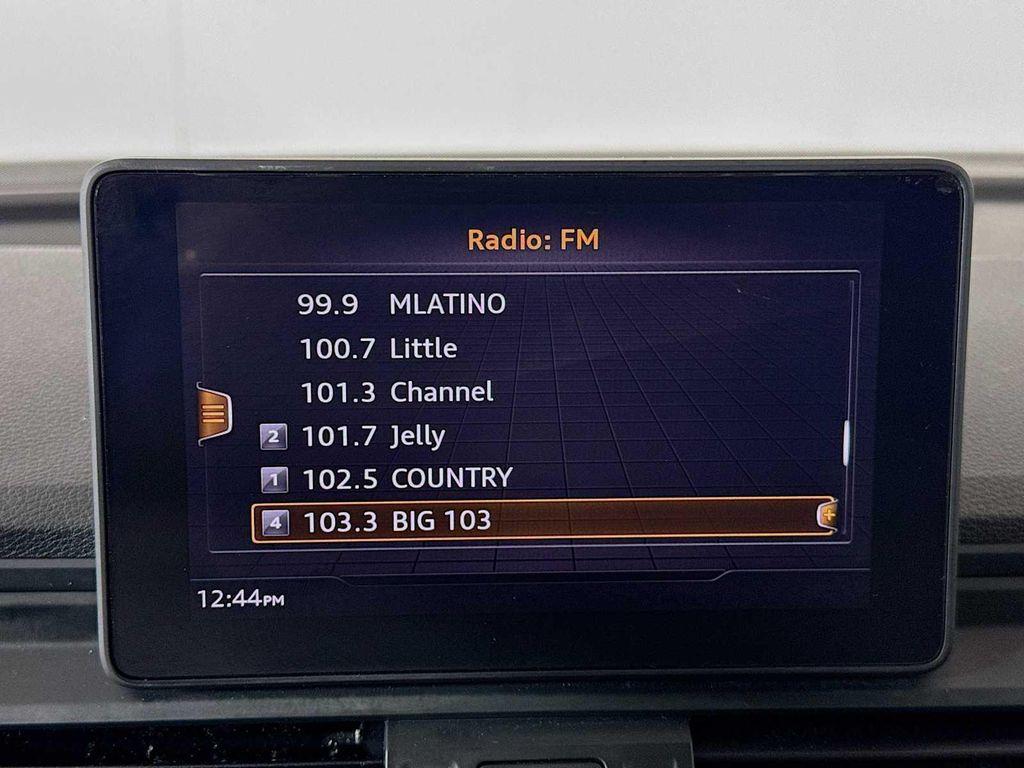 Radio: FM
99.9 MLATINO
100.7 Little
101.3 Channel
2 101.7 Jelly
1 102.5 COUNTRY
4 103.3 BIG 103
12:44PM